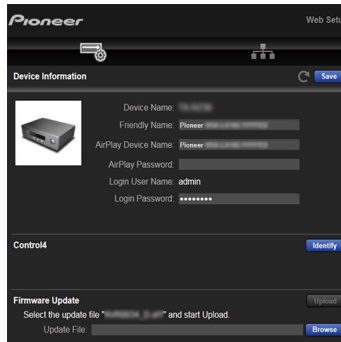 Pioneer
Web Setu
Device Information
Save
Device Name:
Friendly Name: Pioneer
AirPlay Device Name: Pioneer
AirPlay Password:
Login User Name: admin
Login Password: ••••••••
Control4
Identify
Firmware Update
Upload
Select the update file " " and start Upload.
Update File:
Browse